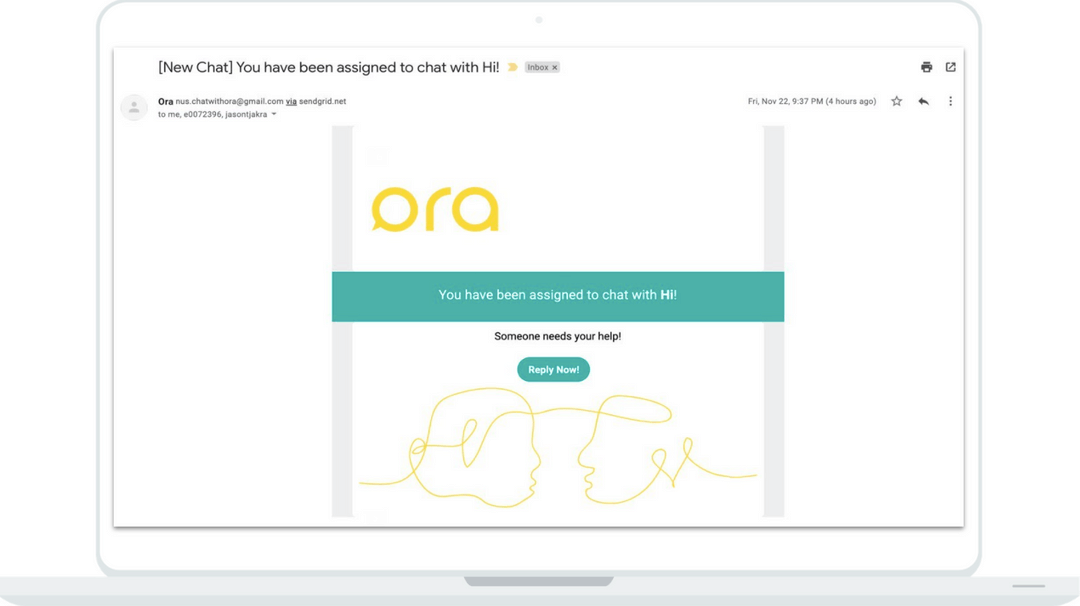 [New Chat] You have been assigned to chat with Hi!
Inbox ×
Ora nus.chatwithora@gmail.com via sendgrid.net
Fri, Nov 22, 9:37 PM (4 hours ago)
to me, e0072396, jasontjakra
ora
You have been assigned to chat with Hi!
Someone needs your help!
Reply Now!